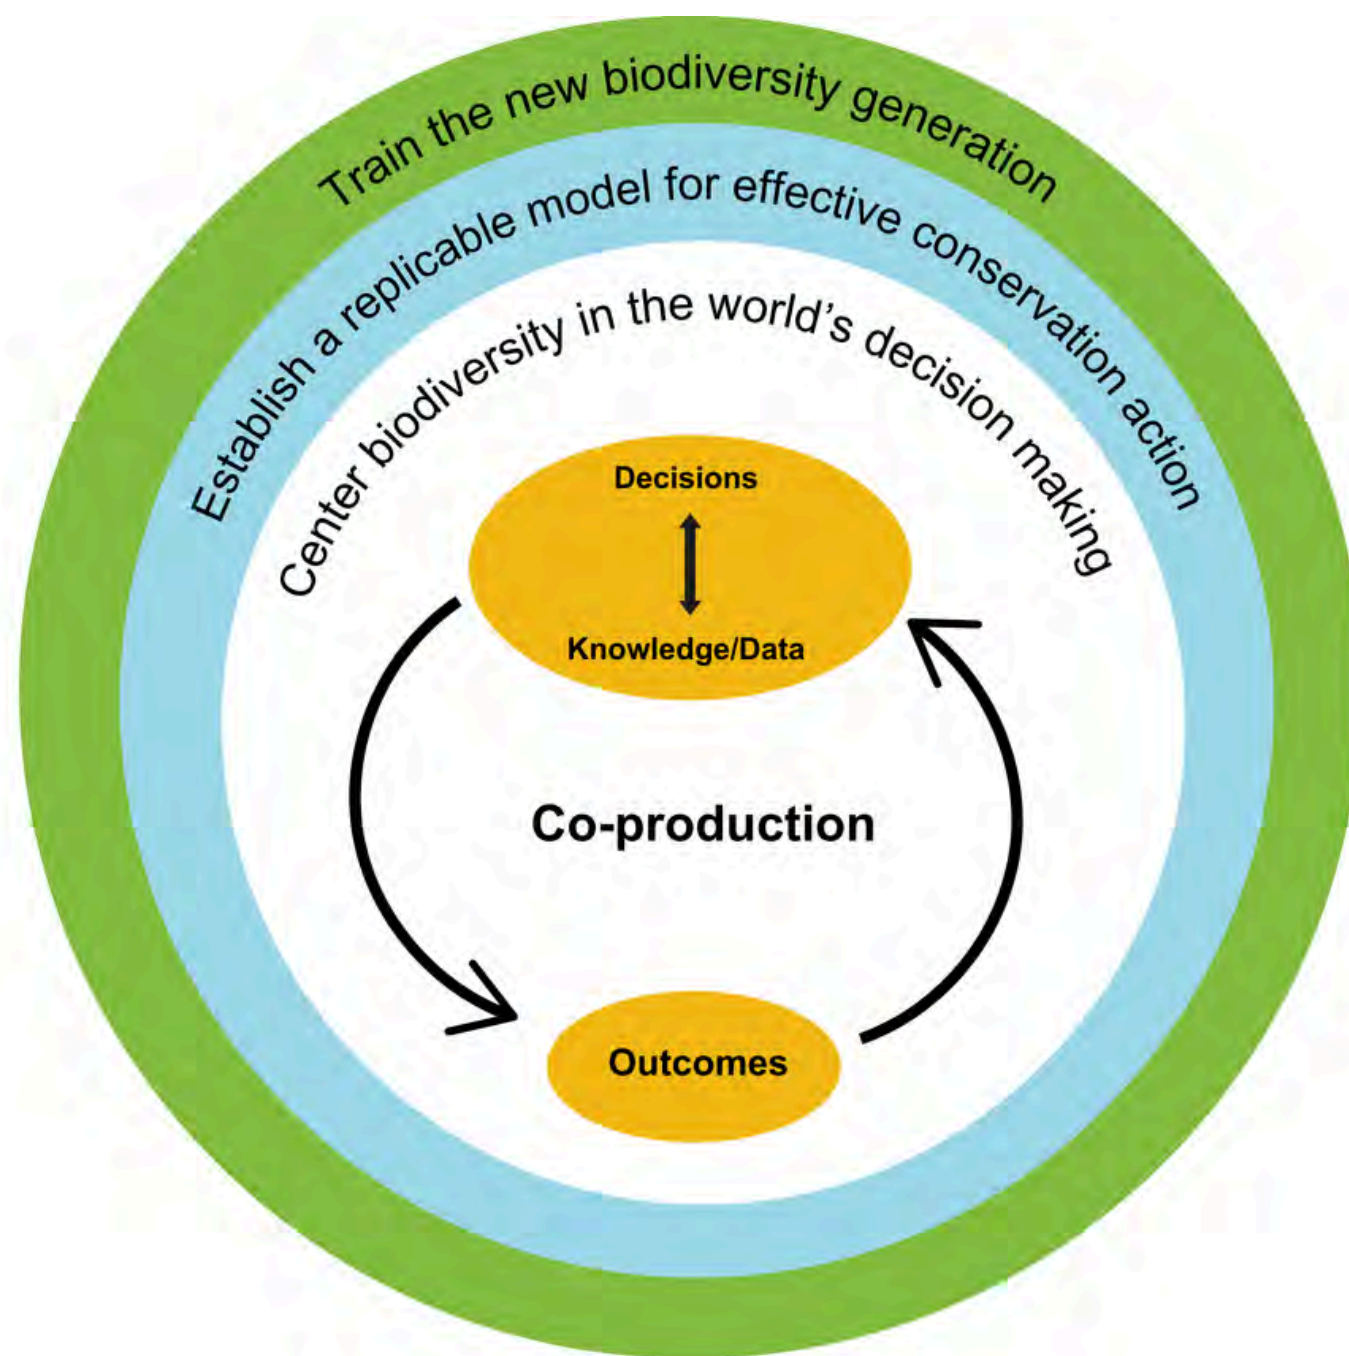 Train the new biodiversity generation
Establish a replicable model for effective conservation action
Center biodiversity in the world's decision making
Decisions
Knowledge/Data
Co-production
Outcomes